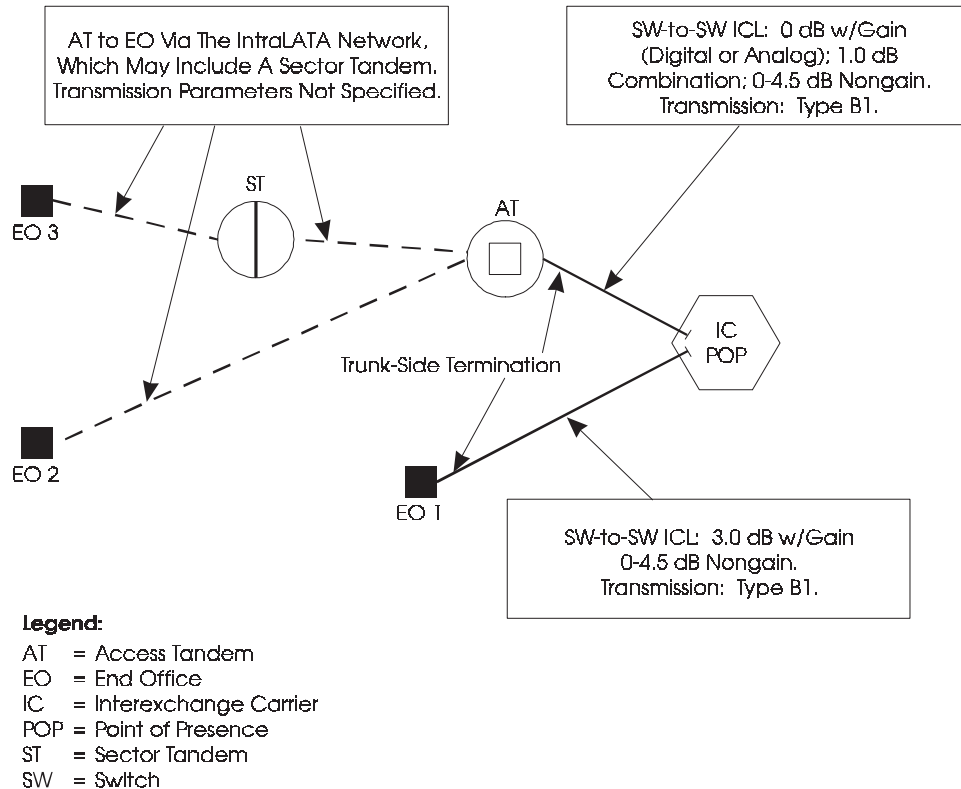 AT to EO Via The IntraLATA Network,
Which May Include A Sector Tandem.
Transmission Parameters Not Specified.
SW-to-SW ICL:  0 dB w/Gain
(Digital or Analog); 1.0 dB
Combination; 0-4.5 dB Nongain.
Transmission:  Type B1.
ST
AT
EO 3
IC
POP
Trunk-Side Termination
EO 2
EO 1
SW-to-SW ICL:  3.0 dB w/Gain
0-4.5 dB Nongain.
Transmission:  Type B1.
Legend:
AT = Access Tandem
EO = End Office
IC = Interexchange Carrier
POP = Point of Presence
ST = Sector Tandem
SW = Switch